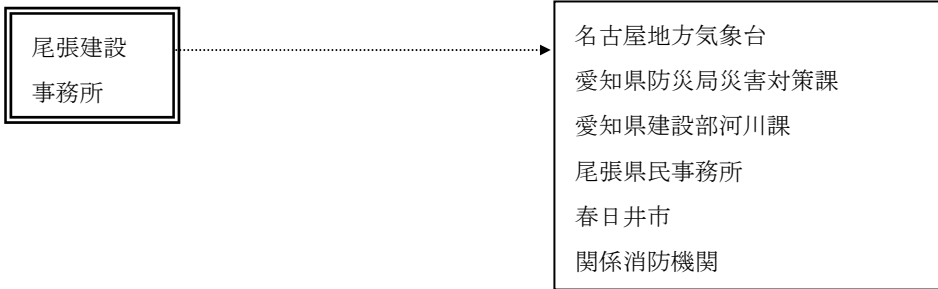 尾張建設
事務所
名古屋地方気象台
愛知県防災局災害対策課
愛知県建設部河川課
尾張県民事務所
春日井市
関係消防機関